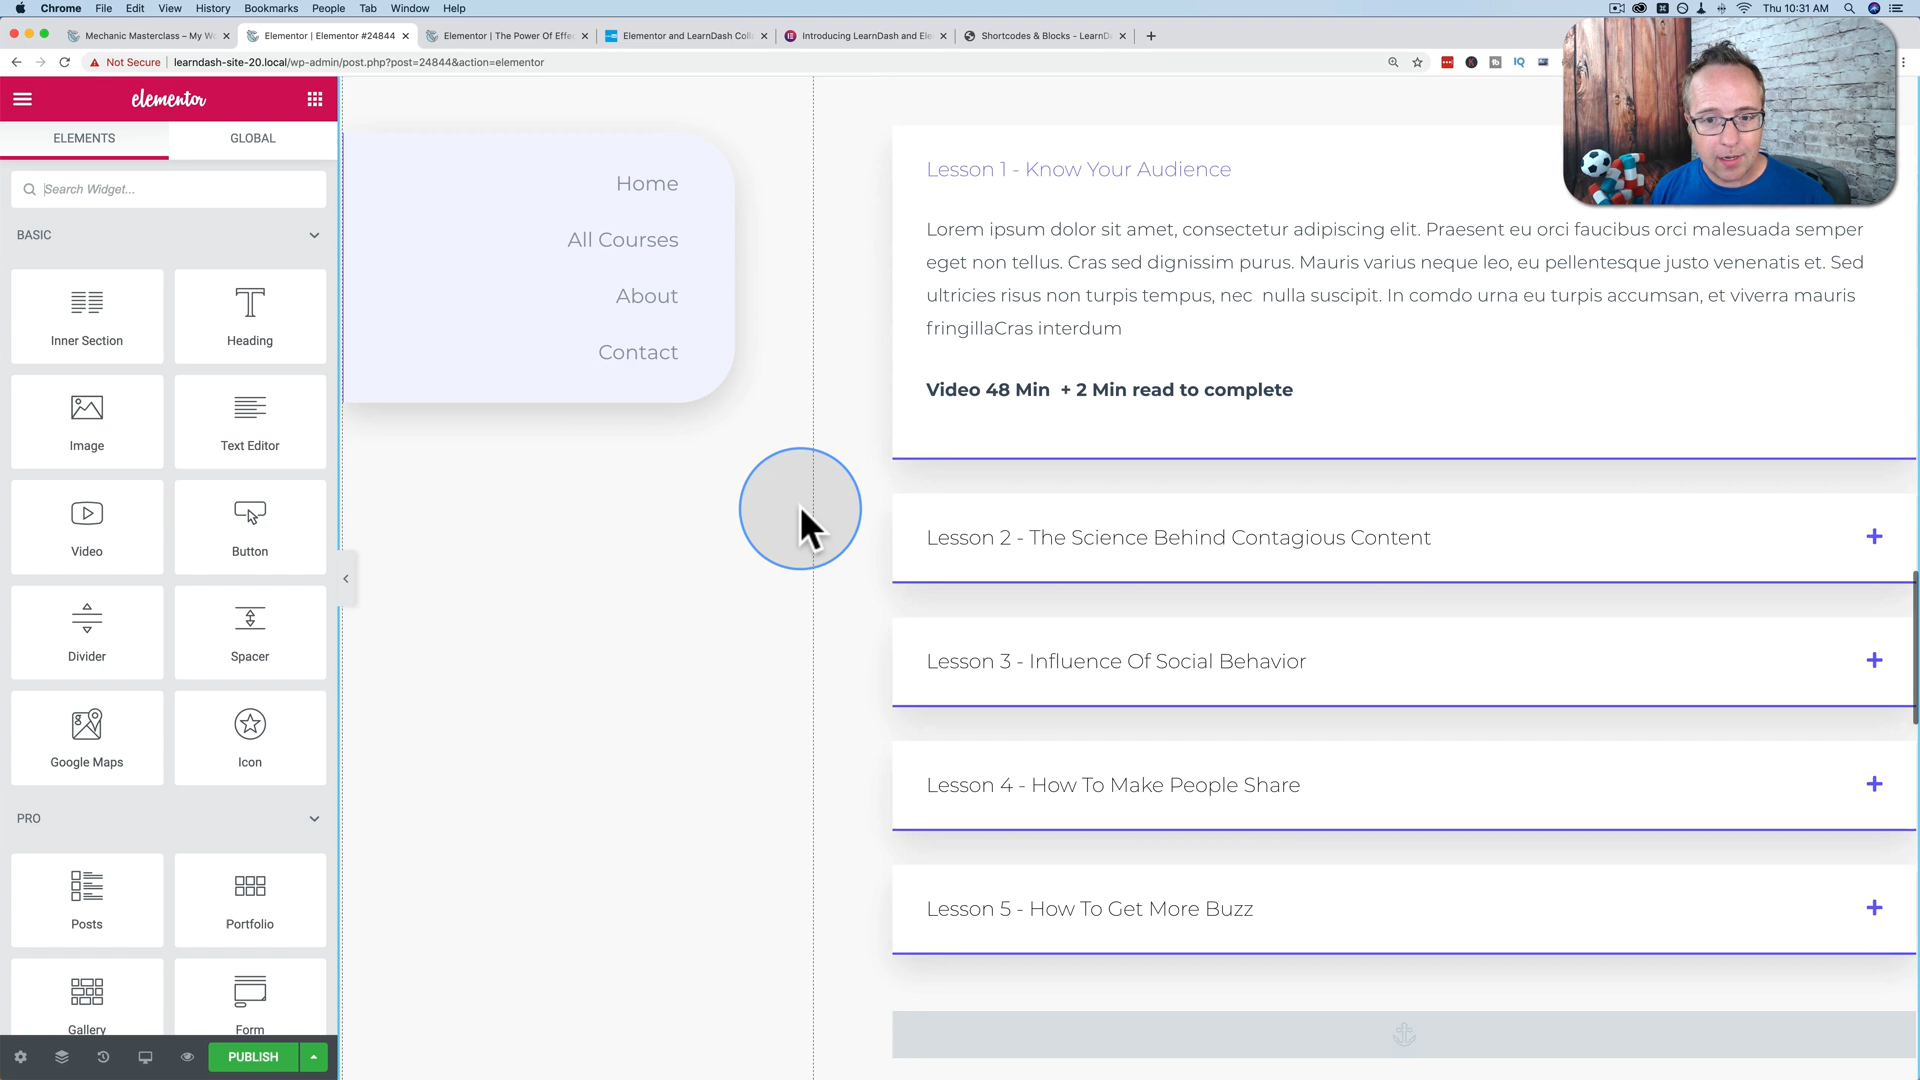 Chrome File Edit View History Bookmarks People Tab Window Help
Thu 10:31 AM
Mechanic Masterclass – My W
Elementor | Elementor #24844
Elementor | The Power Of Effe
Elementor and LearnDash Coll
Introducing LearnDash and Ele
Shortcodes & Blocks - LearnD
Not Secure
learndash-site-20.local/wp-admin/post.php?post=24844&action=elementor
IQ
elementor
ELEMENTS
GLOBAL
Search Widget...
BASIC
Inner Section
Heading
Image
Text Editor
Video
Button
Divider
Spacer
Google Maps
Icon
PRO
Posts
Portfolio
Gallery
Form
PUBLISH
Home
All Courses
About
Contact
Lesson 1 - Know Your Audience
Lorem ipsum dolor sit amet, consectetur adipiscing elit. Praesent eu orci faucibus orci malesuada semper
eget non tellus. Cras sed dignissim purus. Mauris varius neque leo, eu pellentesque justo venenatis et. Sed
ultricies risus non turpis tempus, nec nulla suscipit. In comdo urna eu turpis accumsan, et viverra mauris
fringillaCras interdum
Video 48 Min + 2 Min read to complete
Lesson 2 - The Science Behind Contagious Content
Lesson 3 - Influence Of Social Behavior
Lesson 4 - How To Make People Share
Lesson 5 - How To Get More Buzz